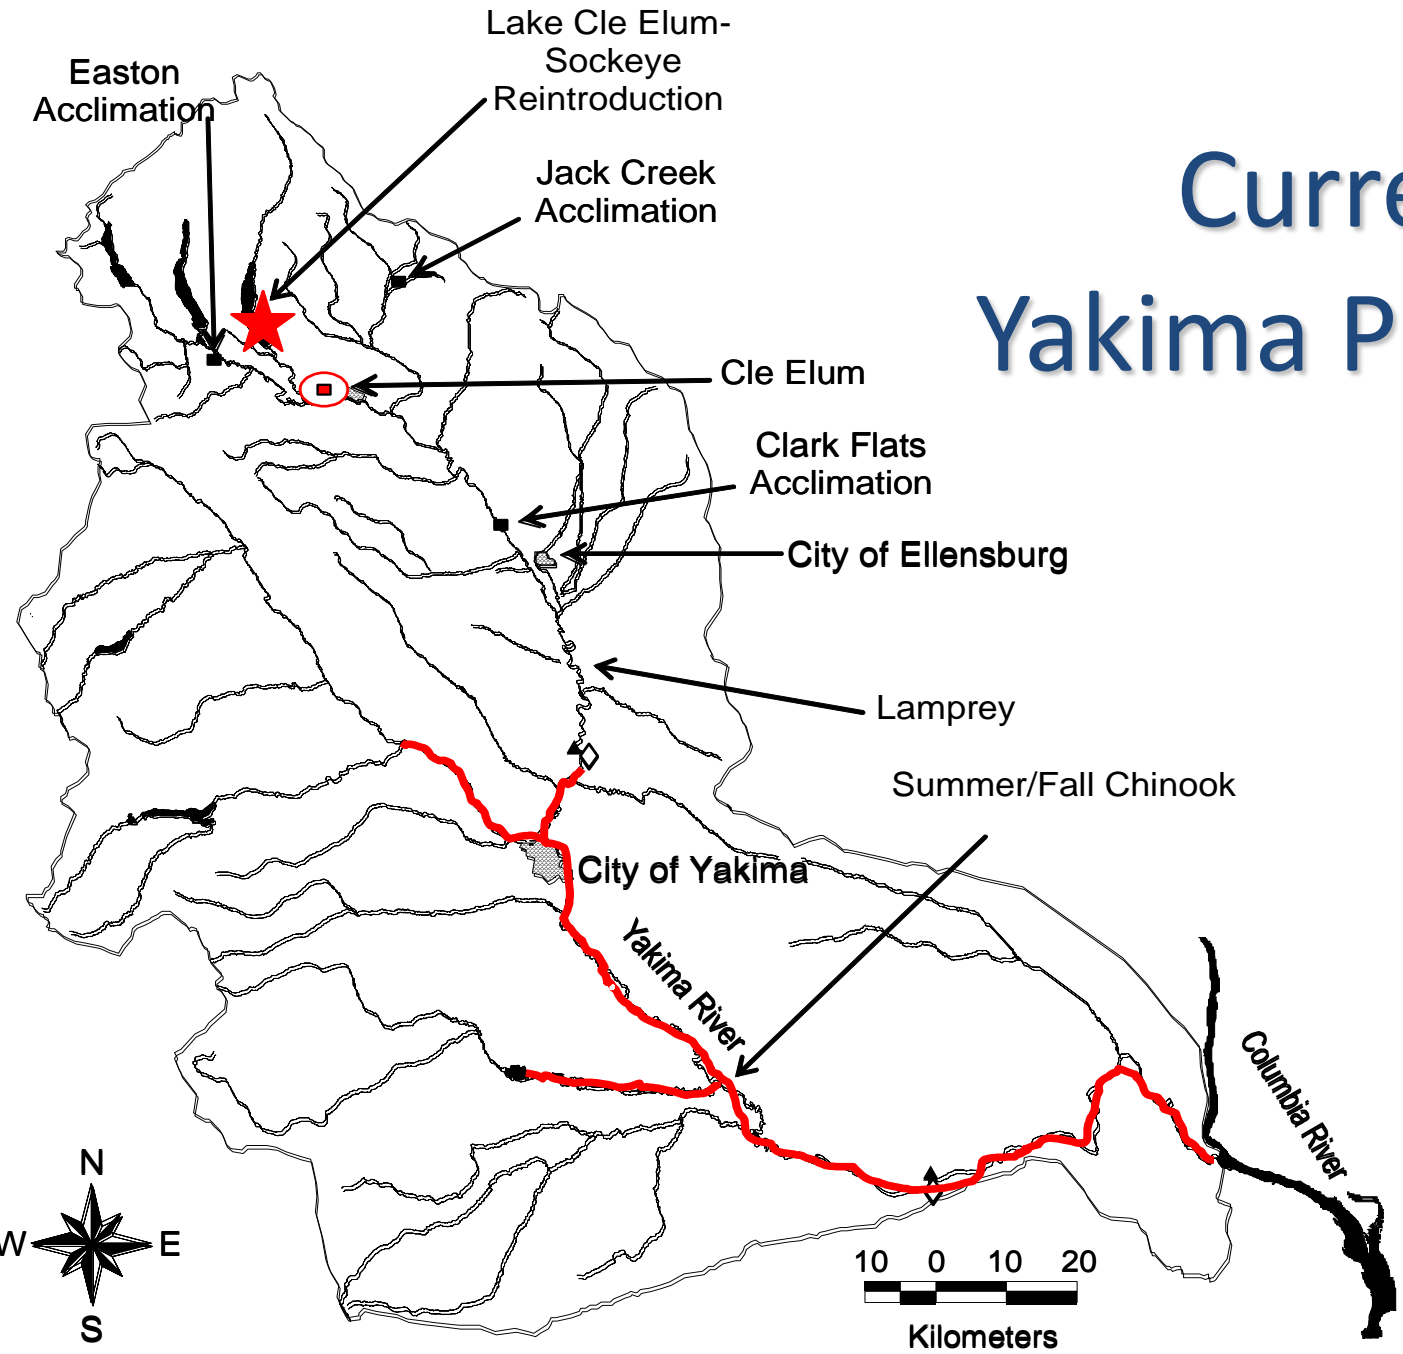 Lake Cle Elum-
Sockeye
Reintroduction
Easton
Acclimation
Jack Creek
Acclimation
Curre
Yakima P
Cle Elum
Clark Flats
Acclimation
City of Ellensburg
Lamprey
Summer/Fall Chinook
City of Yakima
Yakima River
Columbia River
N
W
E
S
10 0 10 20
Kilometers